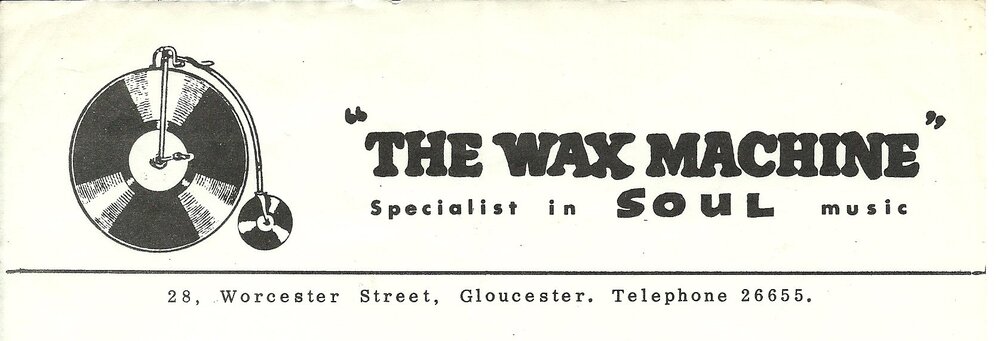 “THE WAX MACHINE”
Specialist in SOUL music
28, Worcester Street, Gloucester. Telephone 26655.